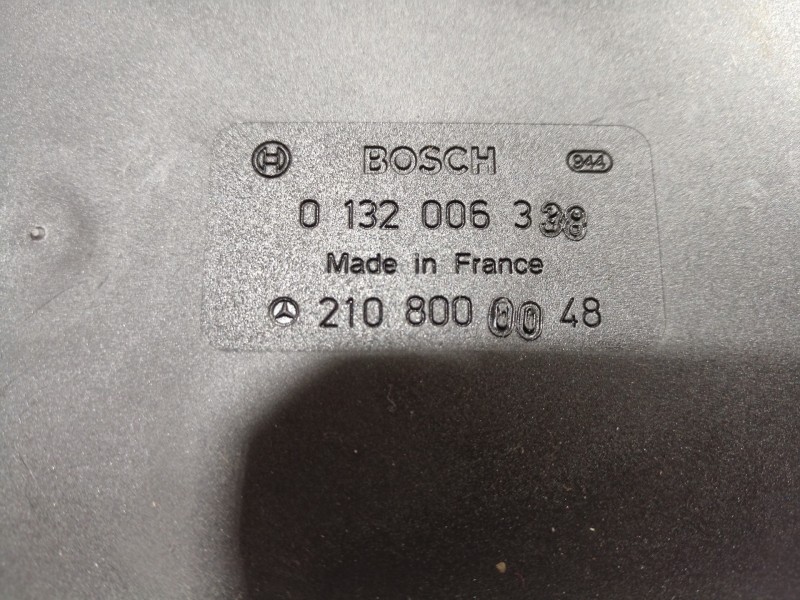 BOSCH 944
0 132 006 338
Made in France
210 800 00 48